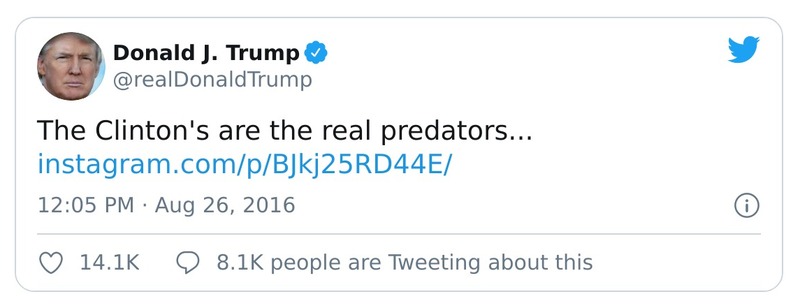 Donald J. Trump
@realDonaldTrump
The Clinton's are the real predators...
instagram.com/p/BJkj25RD44E/
12:05 PM · Aug 26, 2016
14.1K 8.1K people are Tweeting about this